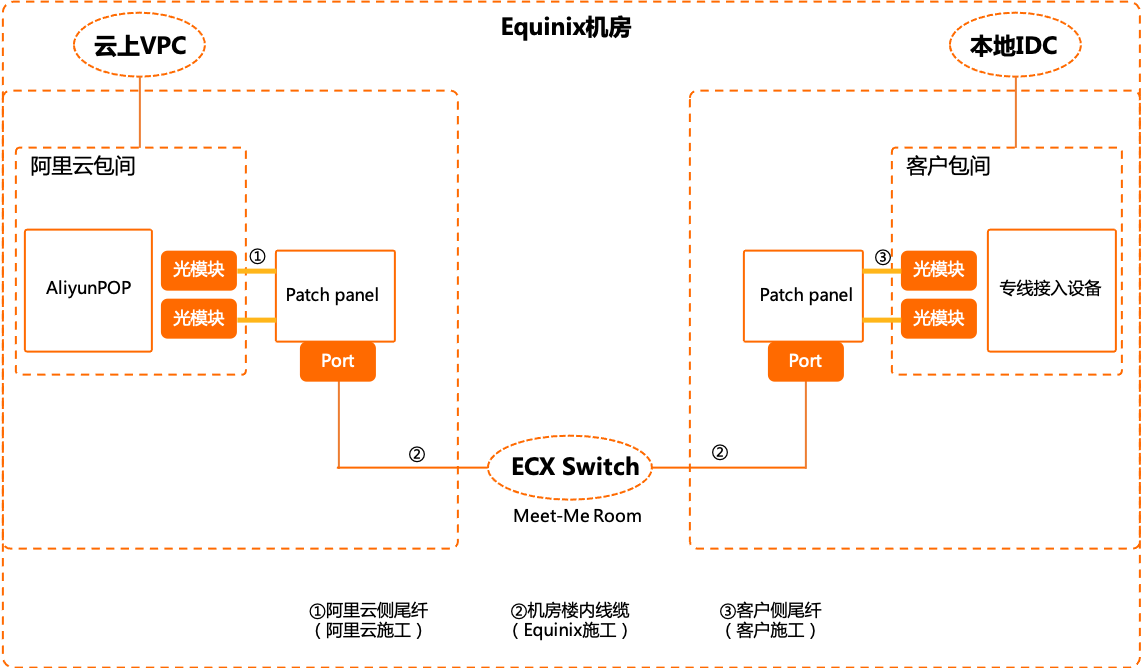 Equinix机房
云上VPC
本地IDC
阿里云包间
客户包间
AliyunPOP
光模块
光模块
①
Patch panel
Port
Patch panel
Port
③
光模块
光模块
专线接入设备
②
ECX Switch
②
Meet-Me Room
①阿里云侧尾纤
（阿里云施工）
②机房楼内线缆
（Equinix施工）
③客户侧尾纤
（客户施工）